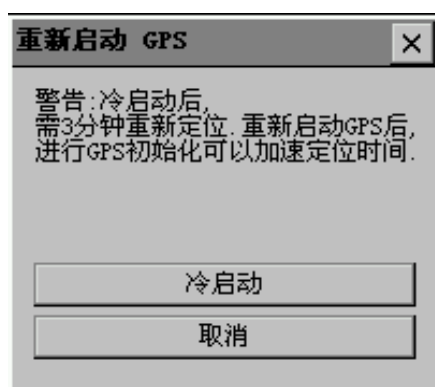 重新启动 GPS
警告:冷启动后,
需3分钟重新定位.重新启动GPS后,
进行GPS初始化可以加速定位时间.
冷启动
取消